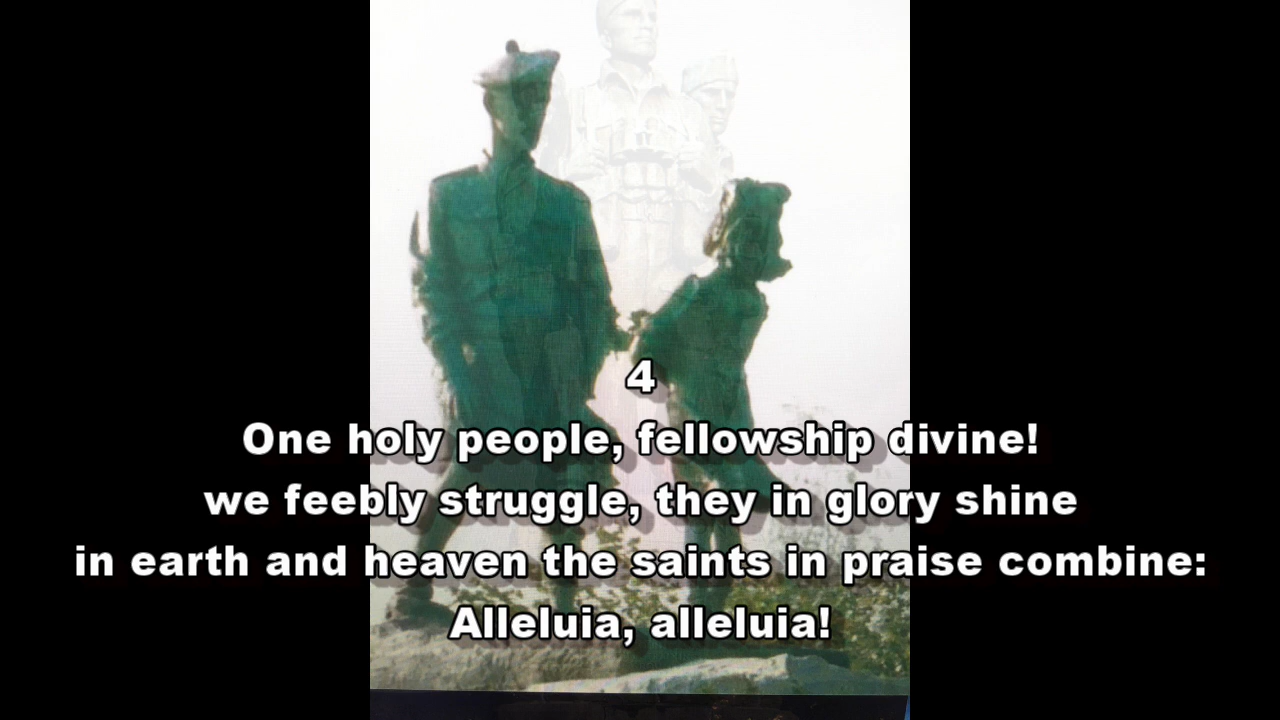 4
One holy people, fellowship divine!
we feebly struggle, they in glory shine
in earth and heaven the saints in praise combine:
Alleluia, alleluia!